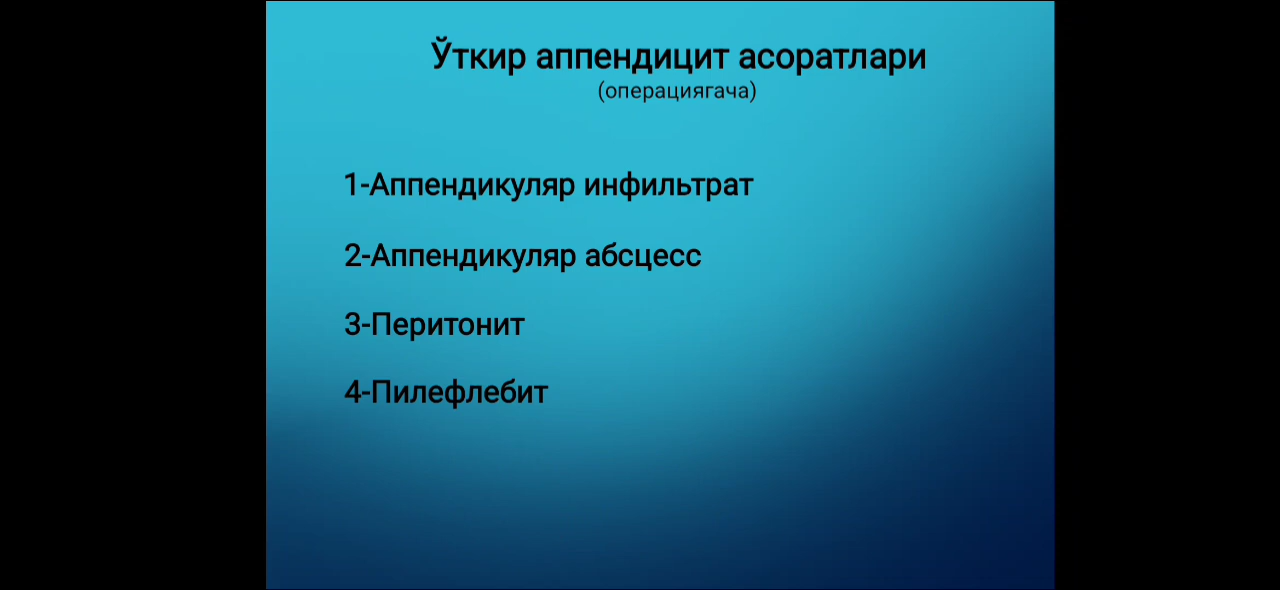 Ўткир аппендицит асоратлари
(операциягача)
1-Аппендикуляр инфильтрат
2-Аппендикуляр абсцесс
3-Перитонит
4-Пилефлебит